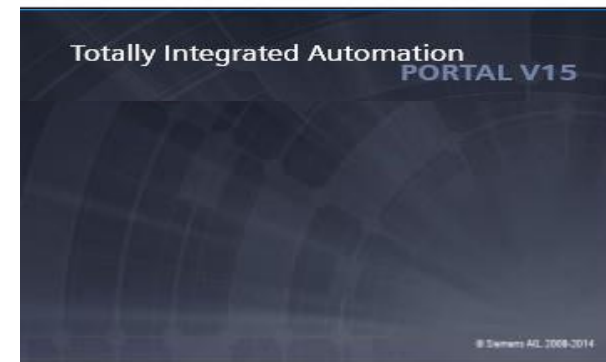 Totally Integrated Automation
PORTAL V15
© Siemens AG, 2008-2014